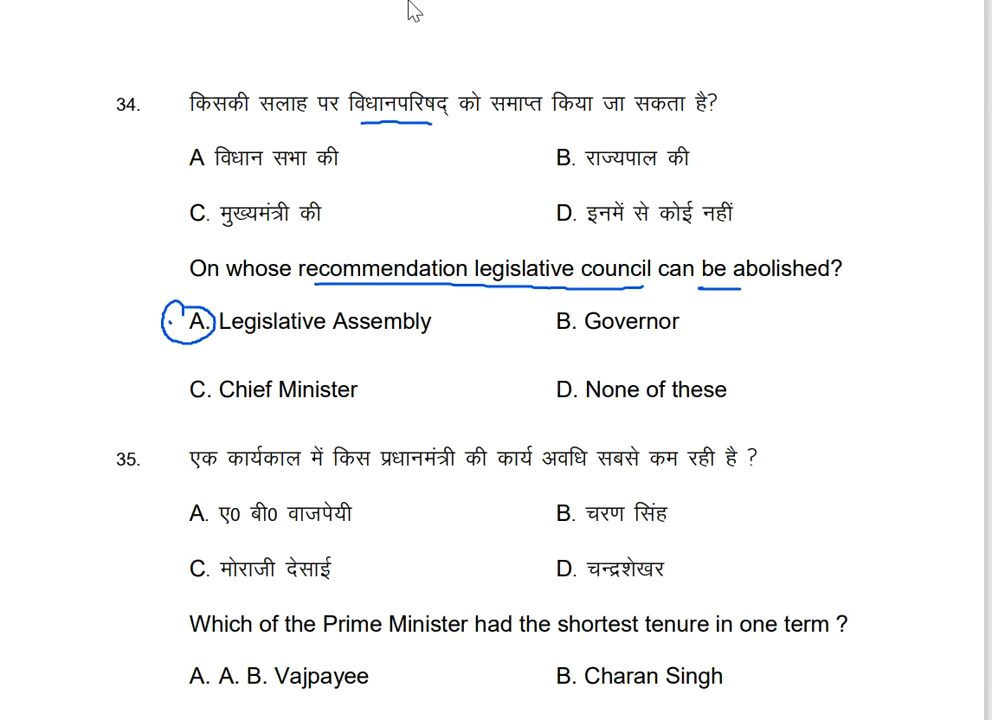 34. किसकी सलाह पर विधानपरिषद् को समाप्त किया जा सकता है?
A विधान सभा की B. राज्यपाल की
C. मुख्यमंत्री की D. इनमें से कोई नहीं
On whose recommendation legislative council can be abolished?
A. Legislative Assembly B. Governor
C. Chief Minister D. None of these
35. एक कार्यकाल में किस प्रधानमंत्री की कार्य अवधि सबसे कम रही है ?
A. ए0 बी0 वाजपेयी B. चरण सिंह
C. मोराजी देसाई D. चन्द्रशेखर
Which of the Prime Minister had the shortest tenure in one term ?
A. A. B. Vajpayee B. Charan Singh